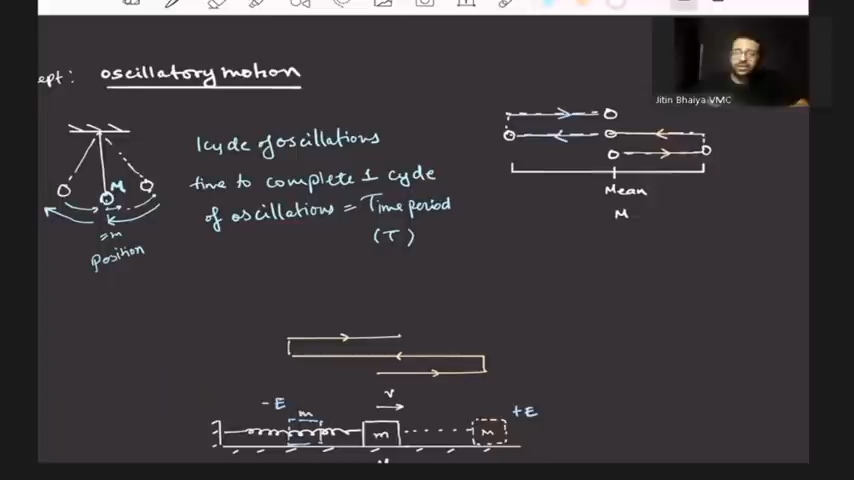 ept: oscillatory motion
Jitin Bhaiya VMC
1cycle of oscillations
time to complete 1 cycle
of oscillations = Time period
(T)
M
= m
position
Mean
M
v
-E
m
+E
m
M